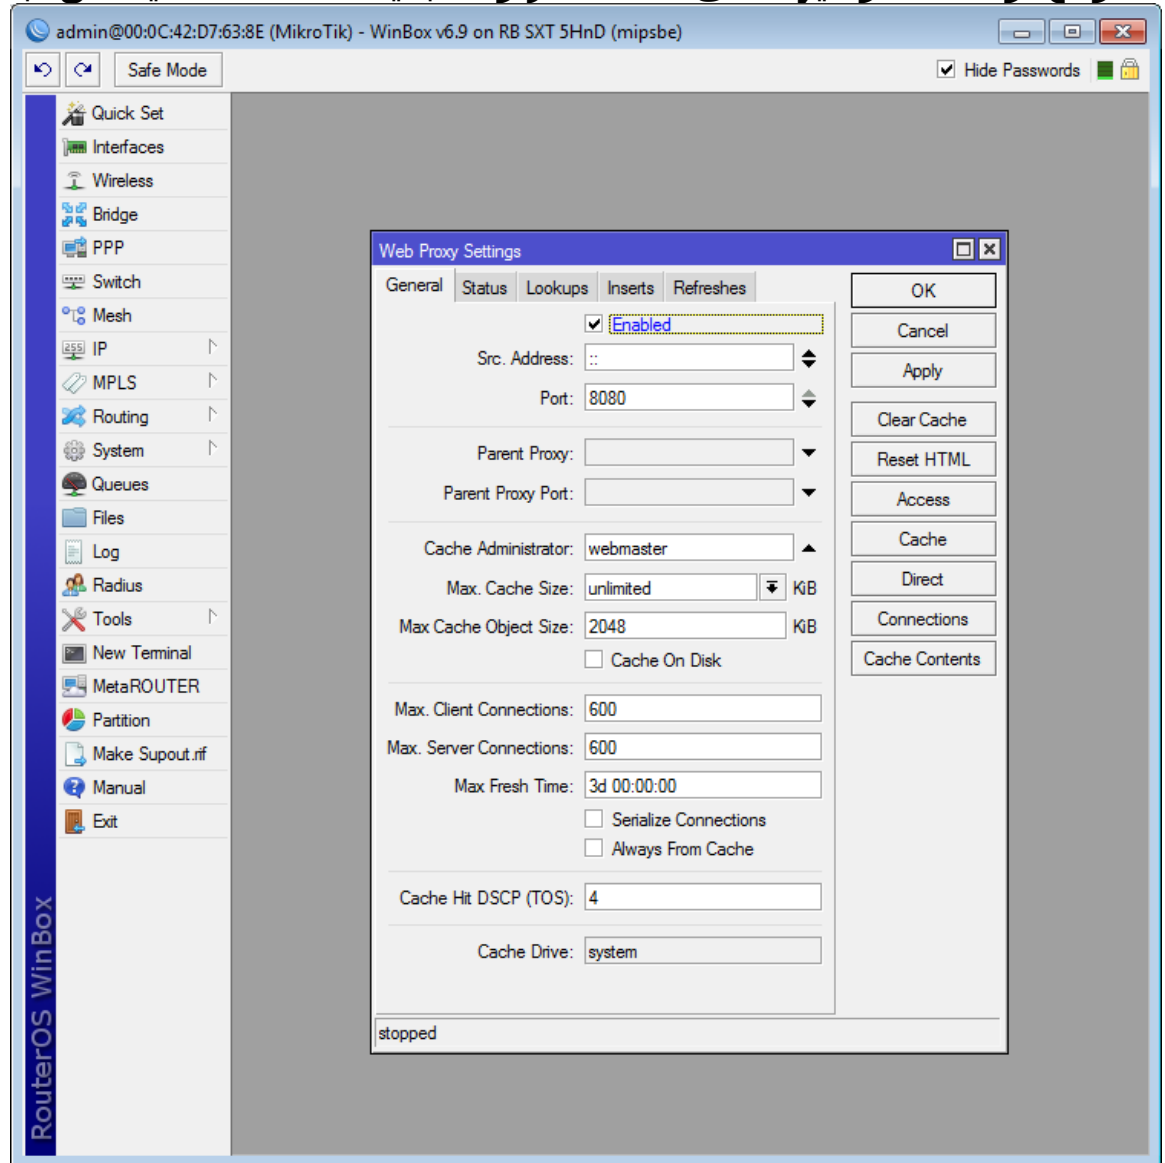 admin@00:0C:42:D7:63:8E (MikroTik) - WinBox v6.9 on RB SXT 5HnD (mipsbe)
Safe Mode
Hide Passwords
Quick Set
Interfaces
Wireless
Bridge
PPP
Switch
Mesh
IP
MPLS
Routing
System
Queues
Files
Log
Radius
Tools
New Terminal
MetaROUTER
Partition
Make Supout.rif
Manual
Exit
RouterOS WinBox
Web Proxy Settings
General Status Lookups Inserts Refreshes
Enabled
Src. Address: ::
Port: 8080
Parent Proxy:
Parent Proxy Port:
Cache Administrator: webmaster
Max. Cache Size: unlimited KiB
Max Cache Object Size: 2048 KiB
Cache On Disk
Max. Client Connections: 600
Max. Server Connections: 600
Max Fresh Time: 3d 00:00:00
Serialize Connections
Always From Cache
Cache Hit DSCP (TOS): 4
Cache Drive: system
stopped
OK
Cancel
Apply
Clear Cache
Reset HTML
Access
Cache
Direct
Connections
Cache Contents